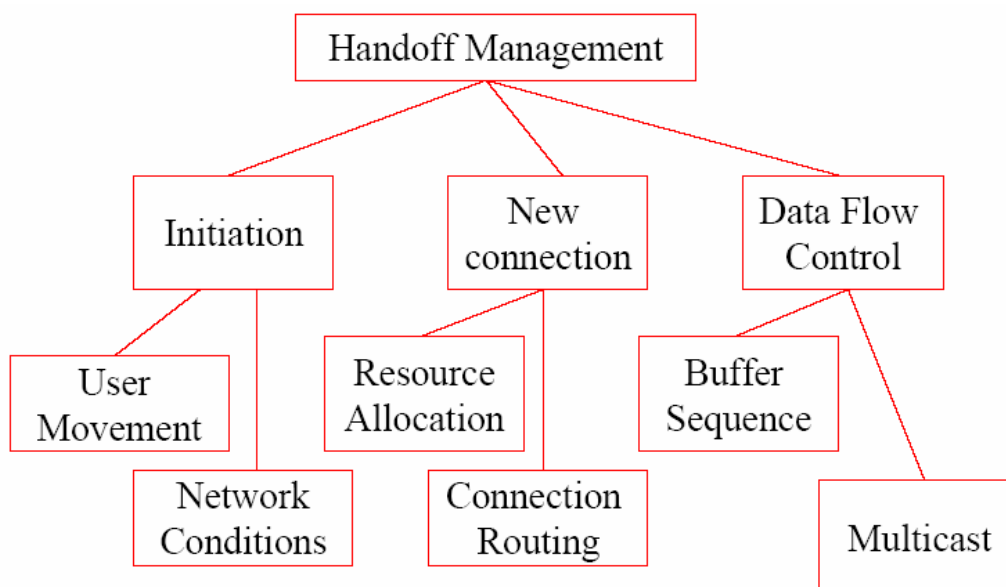 Handoff Management
Initiation
New
connection
Data Flow
Control
User
Movement
Resource
Allocation
Buffer
Sequence
Network
Conditions
Connection
Routing
Multicast